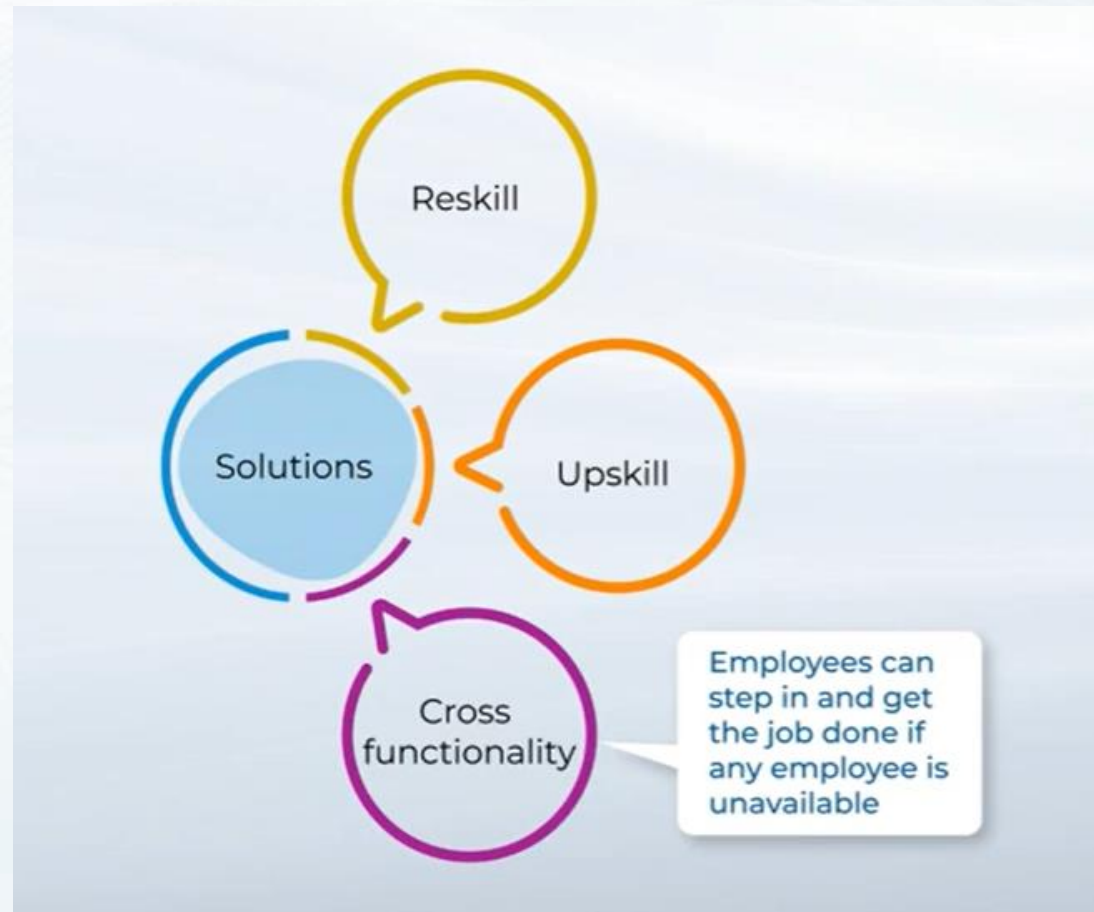 Reskill
Solutions
Upskill
Cross
functionality
Employees can
step in and get
the job done if
any employee is
unavailable